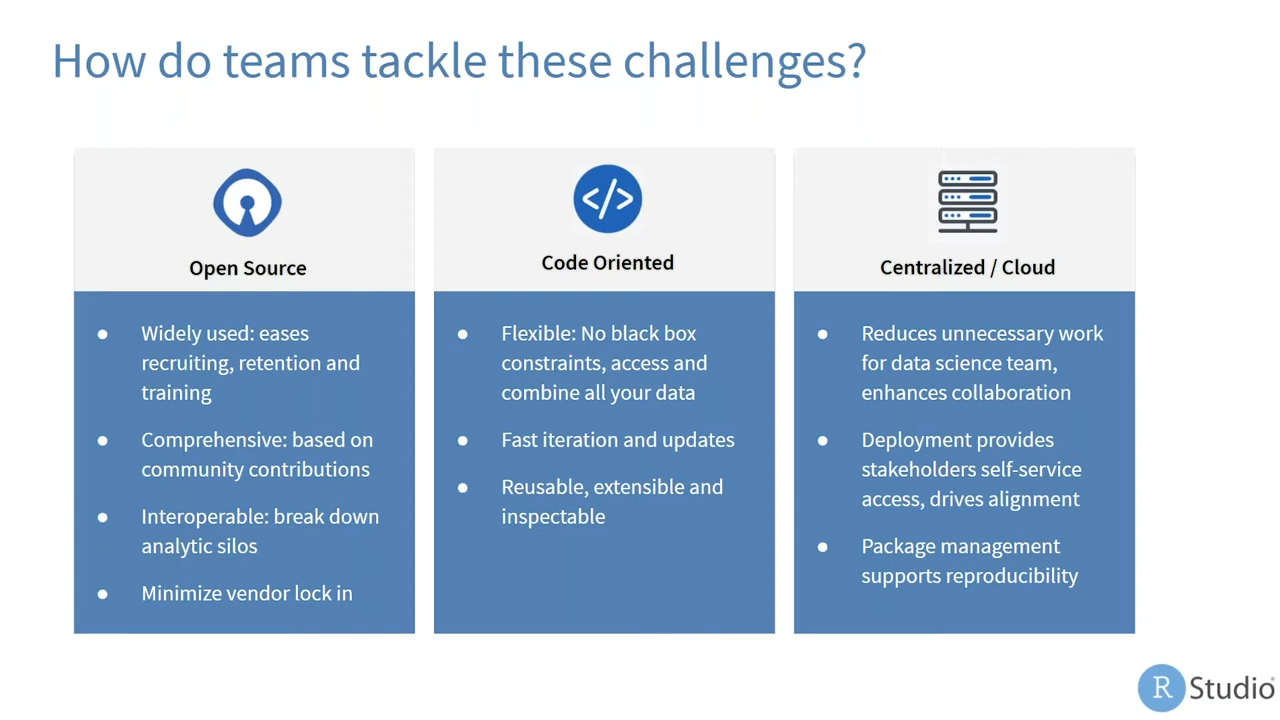 How do teams tackle these challenges?
</>
Open Source
Code Oriented
Centralized / Cloud
● Widely used: eases
recruiting, retention and
training
● Comprehensive: based on
community contributions
● Interoperable: break down
analytic silos
● Minimize vendor lock in
● Flexible: No black box
constraints, access and
combine all your data
● Fast iteration and updates
● Reusable, extensible and
inspectable
● Reduces unnecessary work
for data science team,
enhances collaboration
● Deployment provides
stakeholders self-service
access, drives alignment
● Package management
supports reproducibility
R Studio®